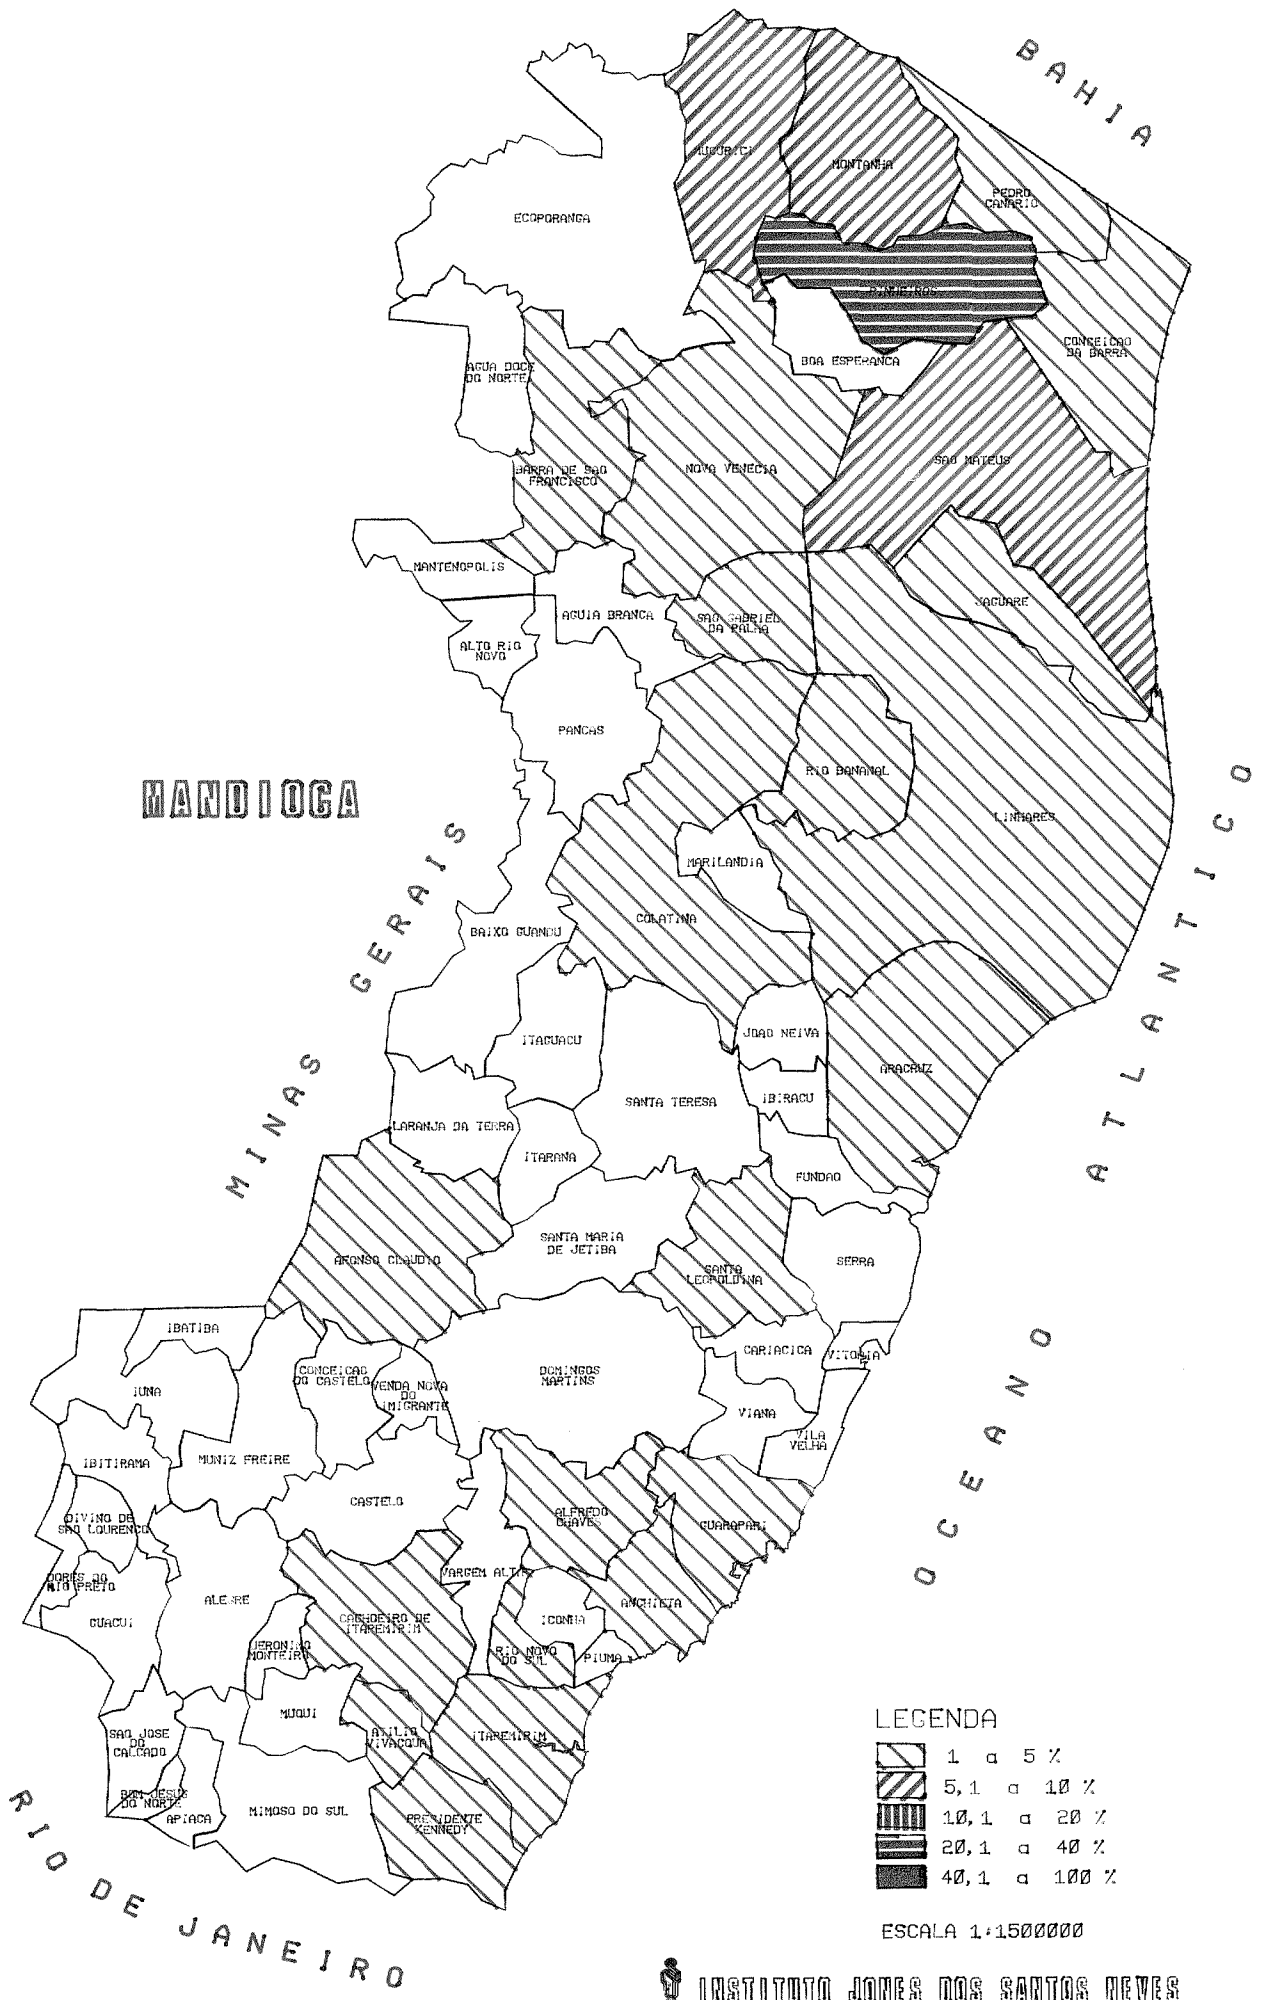 BAHIA
MUCURICI
MONTANHA
PEDRO
CANARIO
ECOPORANGA
PINHEIROS
BOA ESPERANCA
CONCEICAO
DA BARRA
AGUA DOCE
DO NORTE
BARRA DE SAO
FRANCISCO
NOVA VENECIA
SAO MATEUS
MANTENOPOLIS
AGUIA BRANCA
SAO GABRIEL
DA PALHA
JAGUARE
ALTO RIO
NOVO
PANCAS
RIO BANANAL
LINHARES
MANDIOCA
MARILANDIA
COLATINA
BAIXO GUANDU
MINAS GERAIS
OCEANO ATLANTICO
ITAGUACU
JOAO NEIVA
ARACRUZ
SANTA TERESA
IBIRACU
LARANJA DA TERRA
ITARANA
FUNDAO
SANTA MARIA
DE JETIBA
AFONSO CLAUDIO
SANTA
LEOPOLDINA
SERRA
IBATIBA
CARIACICA
VITORIA
CONCEICAO
DO CASTELO
VENDA NOVA
DO
IMIGRANTE
DOMINGOS
MARTINS
IUNA
VIANA
VILA
VELHA
IBITIRAMA
MUNIZ FREIRE
CASTELO
ALFREDO
CHAVES
GUARAPARI
DIVINO DE
SAO LOURENCO
DORES DO
RIO PRETO
VARGEM ALTA
ALEGRE
GUACUI
CACHOEIRO DE
ITAPEMIRIM
ICONHA
ANCHIETA
JERONIMO
MONTEIRO
RIO NOVO
DO SUL
PIUMA
MUQUI
SAO JOSE
DO
CALCADO
ATILIO
VIVACQUA
ITAPEMIRIM
BOM JESUS
DO NORTE
APIACA
MIMOSO DO SUL
PRESIDENTE
KENNEDY
RIO DE JANEIRO
LEGENDA
1 a 5 %
5,1 a 10 %
10,1 a 20 %
20,1 a 40 %
40,1 a 100 %
ESCALA 1:1500000
INSTITUTO JONES DOS SANTOS NEVES